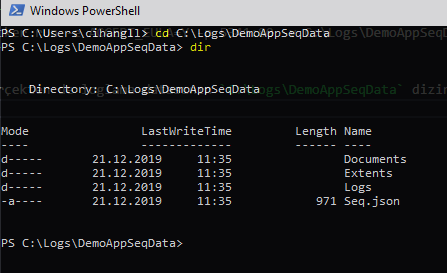 Windows PowerShell
PS C:\Users\hangl> cd C:\Logs\DemoAppSeqData
PS C:\Logs\DemoAppSeqData> dir
Directory: C:\Logs\DemoAppSeqData
Mode LastWriteTime Length Name
---- ------------- ------ ----
d----- 21.12.2019 11:35 Documents
d----- 21.12.2019 11:35 Extents
d----- 21.12.2019 11:35 Logs
-a---- 21.12.2019 11:35 971 Seq.json
PS C:\Logs\DemoAppSeqData>